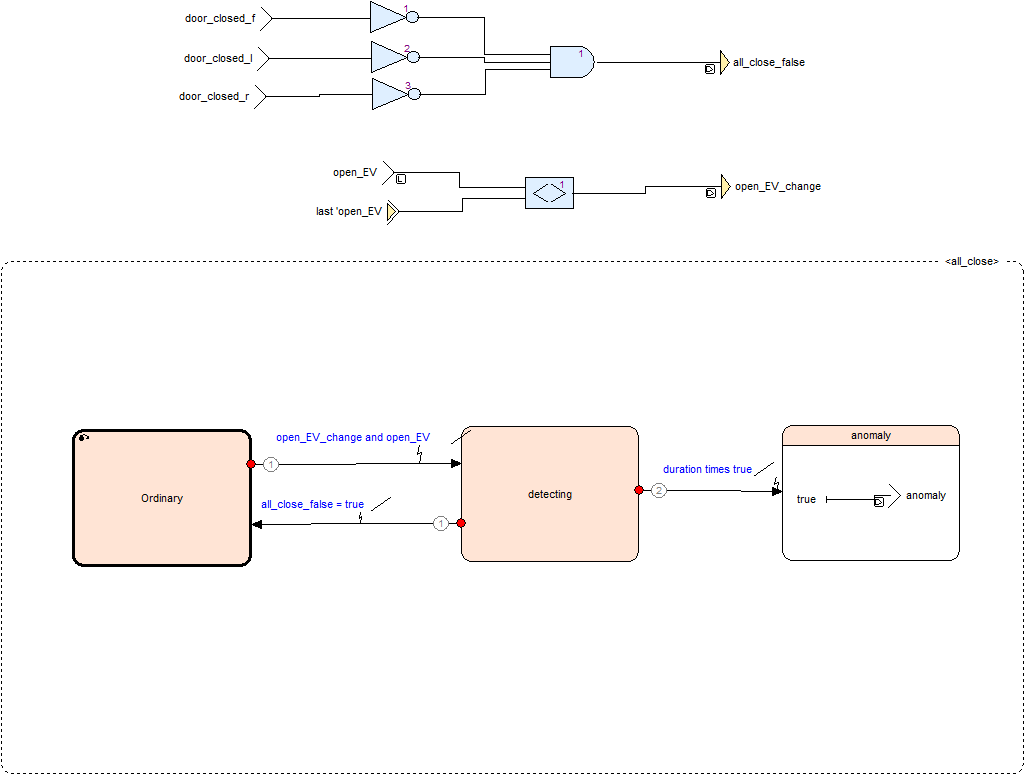 door_closed_f
1
door_closed_l
2
1
all_close_false
door_closed_r
3
open_EV
L
1
open_EV_change
last 'open_EV
<all_close>
open_EV_change and open_EV
1
Ordinary
all_close_false = true
1
detecting
duration times true
2
anomaly
true
anomaly